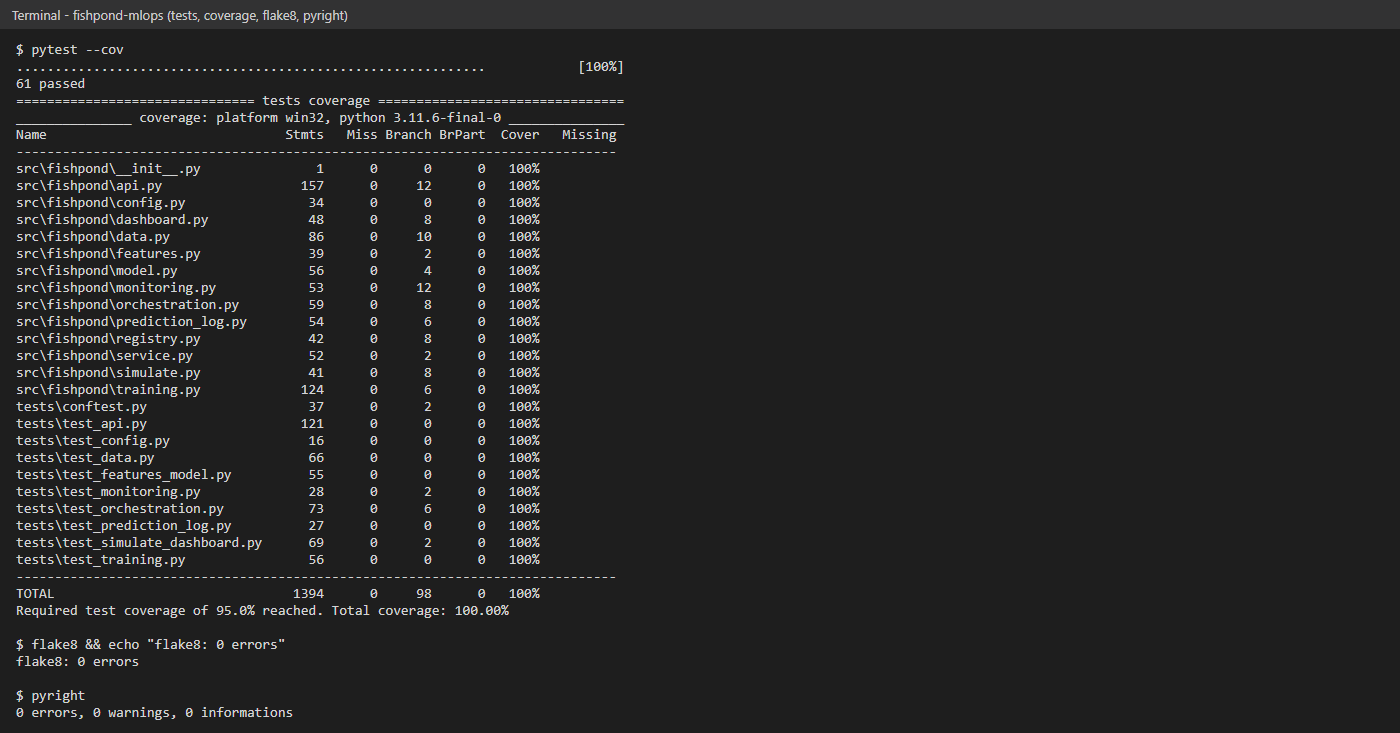 Terminal - fishpond-mlops (tests, coverage, flake8, pyright)
$ pytest --cov
............................................................. [100%]
61 passed
=============================== tests coverage ================================
_______________ coverage: platform win32, python 3.11.6-final-0 _______________
Name Stmts Miss Branch BrPart Cover Missing
------------------------------------------------------------------------------
src\fishpond\__init__.py 1 0 0 0 100%
src\fishpond\api.py 157 0 12 0 100%
src\fishpond\config.py 34 0 0 0 100%
src\fishpond\dashboard.py 48 0 8 0 100%
src\fishpond\data.py 86 0 10 0 100%
src\fishpond\features.py 39 0 2 0 100%
src\fishpond\model.py 56 0 4 0 100%
src\fishpond\monitoring.py 53 0 12 0 100%
src\fishpond\orchestration.py 59 0 8 0 100%
src\fishpond\prediction_log.py 54 0 6 0 100%
src\fishpond\registry.py 42 0 8 0 100%
src\fishpond\service.py 52 0 2 0 100%
src\fishpond\simulate.py 41 0 8 0 100%
src\fishpond\training.py 124 0 6 0 100%
tests\conftest.py 37 0 2 0 100%
tests\test_api.py 121 0 0 0 100%
tests\test_config.py 16 0 0 0 100%
tests\test_data.py 66 0 0 0 100%
tests\test_features_model.py 55 0 0 0 100%
tests\test_monitoring.py 28 0 2 0 100%
tests\test_orchestration.py 73 0 6 0 100%
tests\test_prediction_log.py 27 0 0 0 100%
tests\test_simulate_dashboard.py 69 0 2 0 100%
tests\test_training.py 56 0 0 0 100%
------------------------------------------------------------------------------
TOTAL 1394 0 98 0 100%
Required test coverage of 95.0% reached. Total coverage: 100.00%
$ flake8 && echo "flake8: 0 errors"
flake8: 0 errors
$ pyright
0 errors, 0 warnings, 0 informations